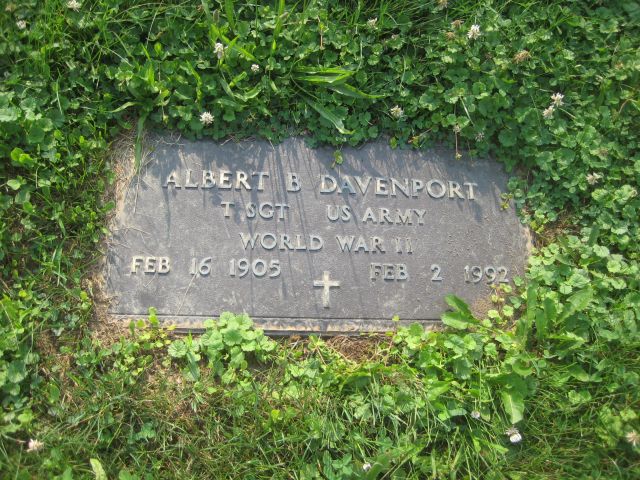 ALBERT B DAVENPORT
T SGT US ARMY
WORLD WAR II
FEB 16 1905 FEB 2 1992